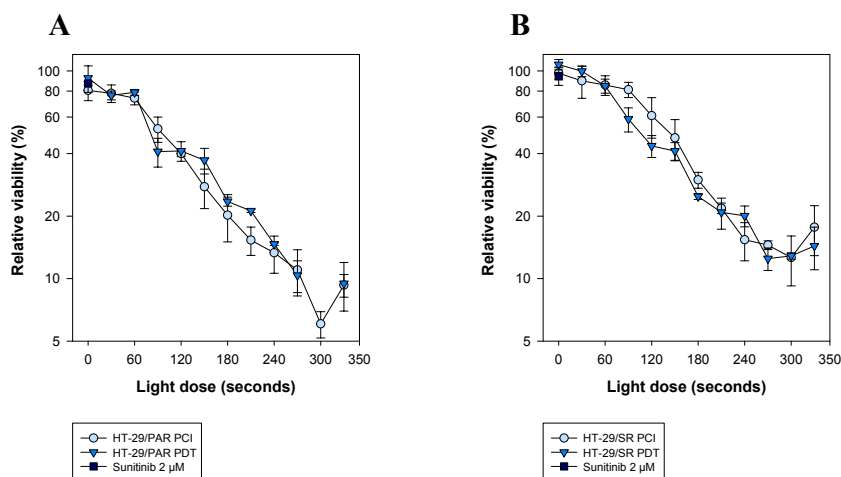 A
100
80
60
40
20
10
5
Relative viability (%)
0 60 120 180 240 300 350
Light dose (seconds)
HT-29/PAR PCI
HT-29/PAR PDT
Sunitinib 2 µM
B
100
80
60
40
20
10
5
Relative viability (%)
0 60 120 180 240 300 350
Light dose (seconds)
HT-29/SR PCI
HT-29/SR PDT
Sunitinib 2 µM